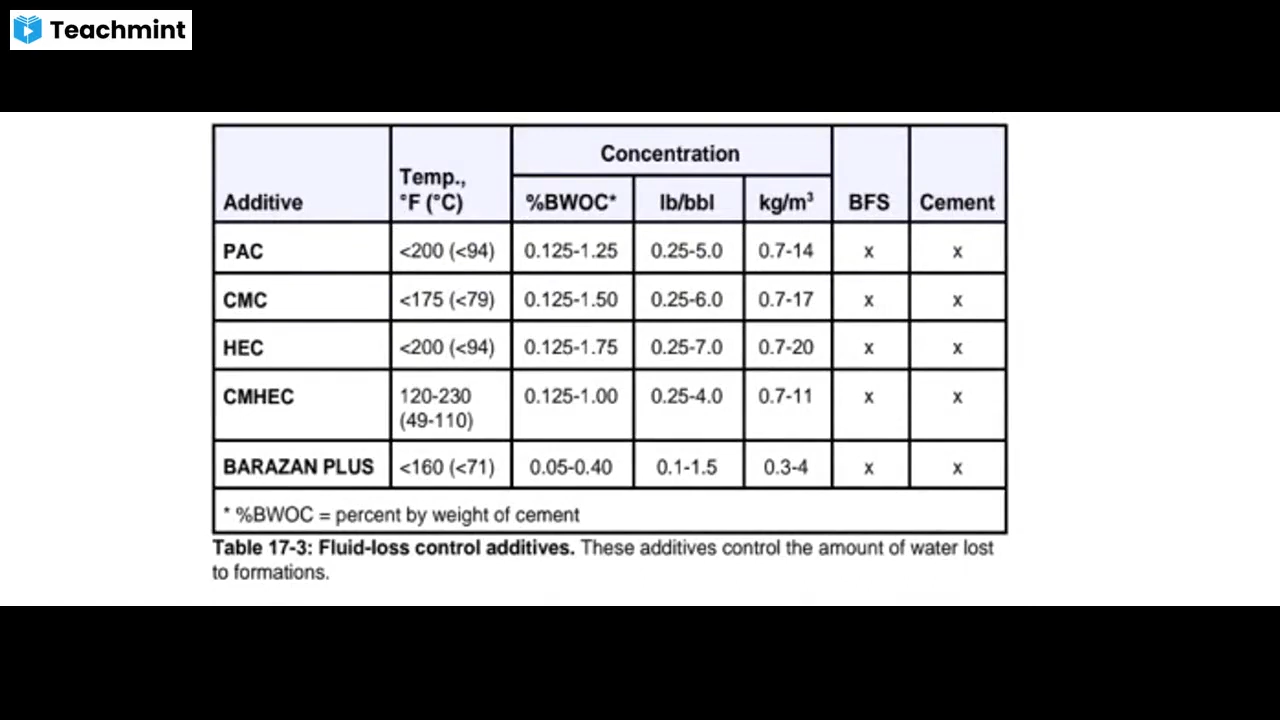 Teachmint
Concentration
Temp.,
Additive °F (°C) %BWOC* lb/bbl kg/m³ BFS Cement
PAC <200 (<94) 0.125-1.25 0.25-5.0 0.7-14 x x
CMC <175 (<79) 0.125-1.50 0.25-6.0 0.7-17 x x
HEC <200 (<94) 0.125-1.75 0.25-7.0 0.7-20 x x
CMHEC 120-230 0.125-1.00 0.25-4.0 0.7-11 x x
(49-110)
BARAZAN PLUS <160 (<71) 0.05-0.40 0.1-1.5 0.3-4 x x
* %BWOC = percent by weight of cement
Table 17-3: Fluid-loss control additives. These additives control the amount of water lost
to formations.